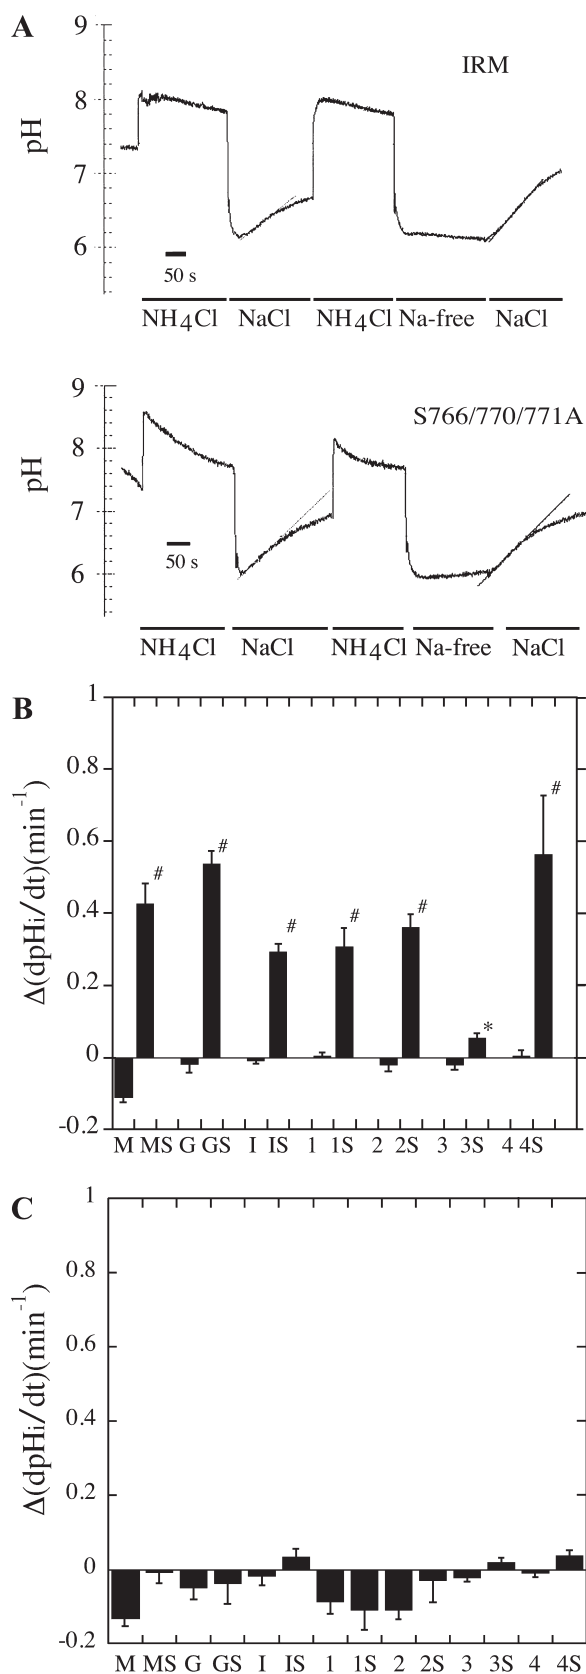 A
IRM
pH
9
8
7
6
50 s
NH4Cl NaCl NH4Cl Na-free NaCl
S766/770/771A
pH
9
8
7
6
50 s
NH4Cl NaCl NH4Cl Na-free NaCl
B
Δ(dpHi/dt)(min-1)
1
0.8
0.6
0.4
0.2
0
-0.2
# # # # # * #
M MS G GS I IS 1 1S 2 2S 3 3S 4 4S
C
Δ(dpHi/dt)(min-1)
1
0.8
0.6
0.4
0.2
0
-0.2
M MS G GS I IS 1 1S 2 2S 3 3S 4 4S